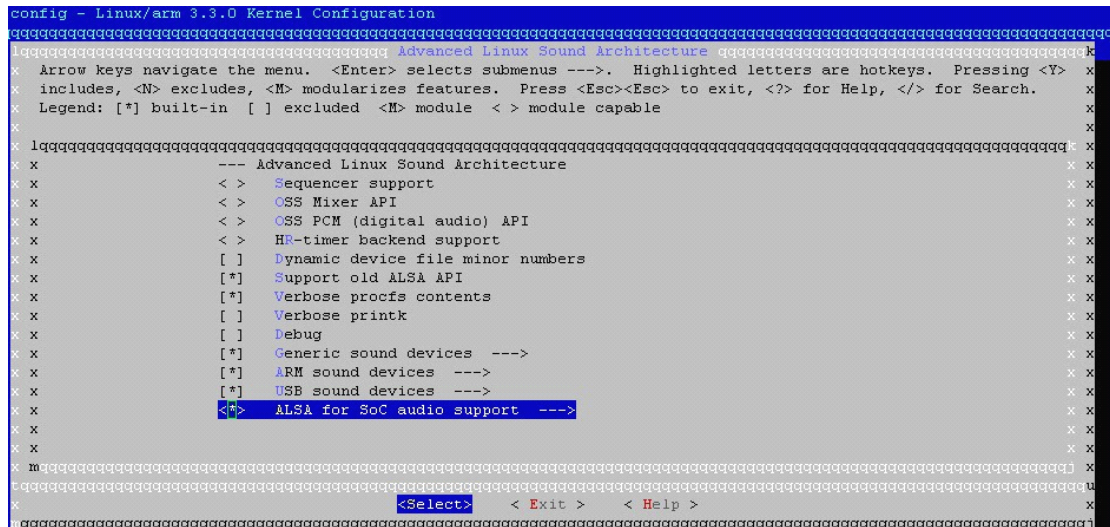 config - Linux/arm 3.3.0 Kernel Configuration
Advanced Linux Sound Architecture
Arrow keys navigate the menu.  <Enter> selects submenus --->.  Highlighted letters are hotkeys.  Pressing <Y>
includes, <N> excludes, <M> modularizes features.  Press <Esc><Esc> to exit, <?> for Help, </> for Search.
Legend: [*] built-in  [ ] excluded  <M> module  < > module capable
--- Advanced Linux Sound Architecture
< >   Sequencer support
< >   OSS Mixer API
< >   OSS PCM (digital audio) API
< >   HR-timer backend support
[ ]   Dynamic device file minor numbers
[*]   Support old ALSA API
[*]   Verbose procfs contents
[ ]   Verbose printk
[ ]   Debug
[*]   Generic sound devices  --->
[*]   ARM sound devices  --->
[*]   USB sound devices  --->
<*>   ALSA for SoC audio support  --->
<Select>    < Exit >    < Help >